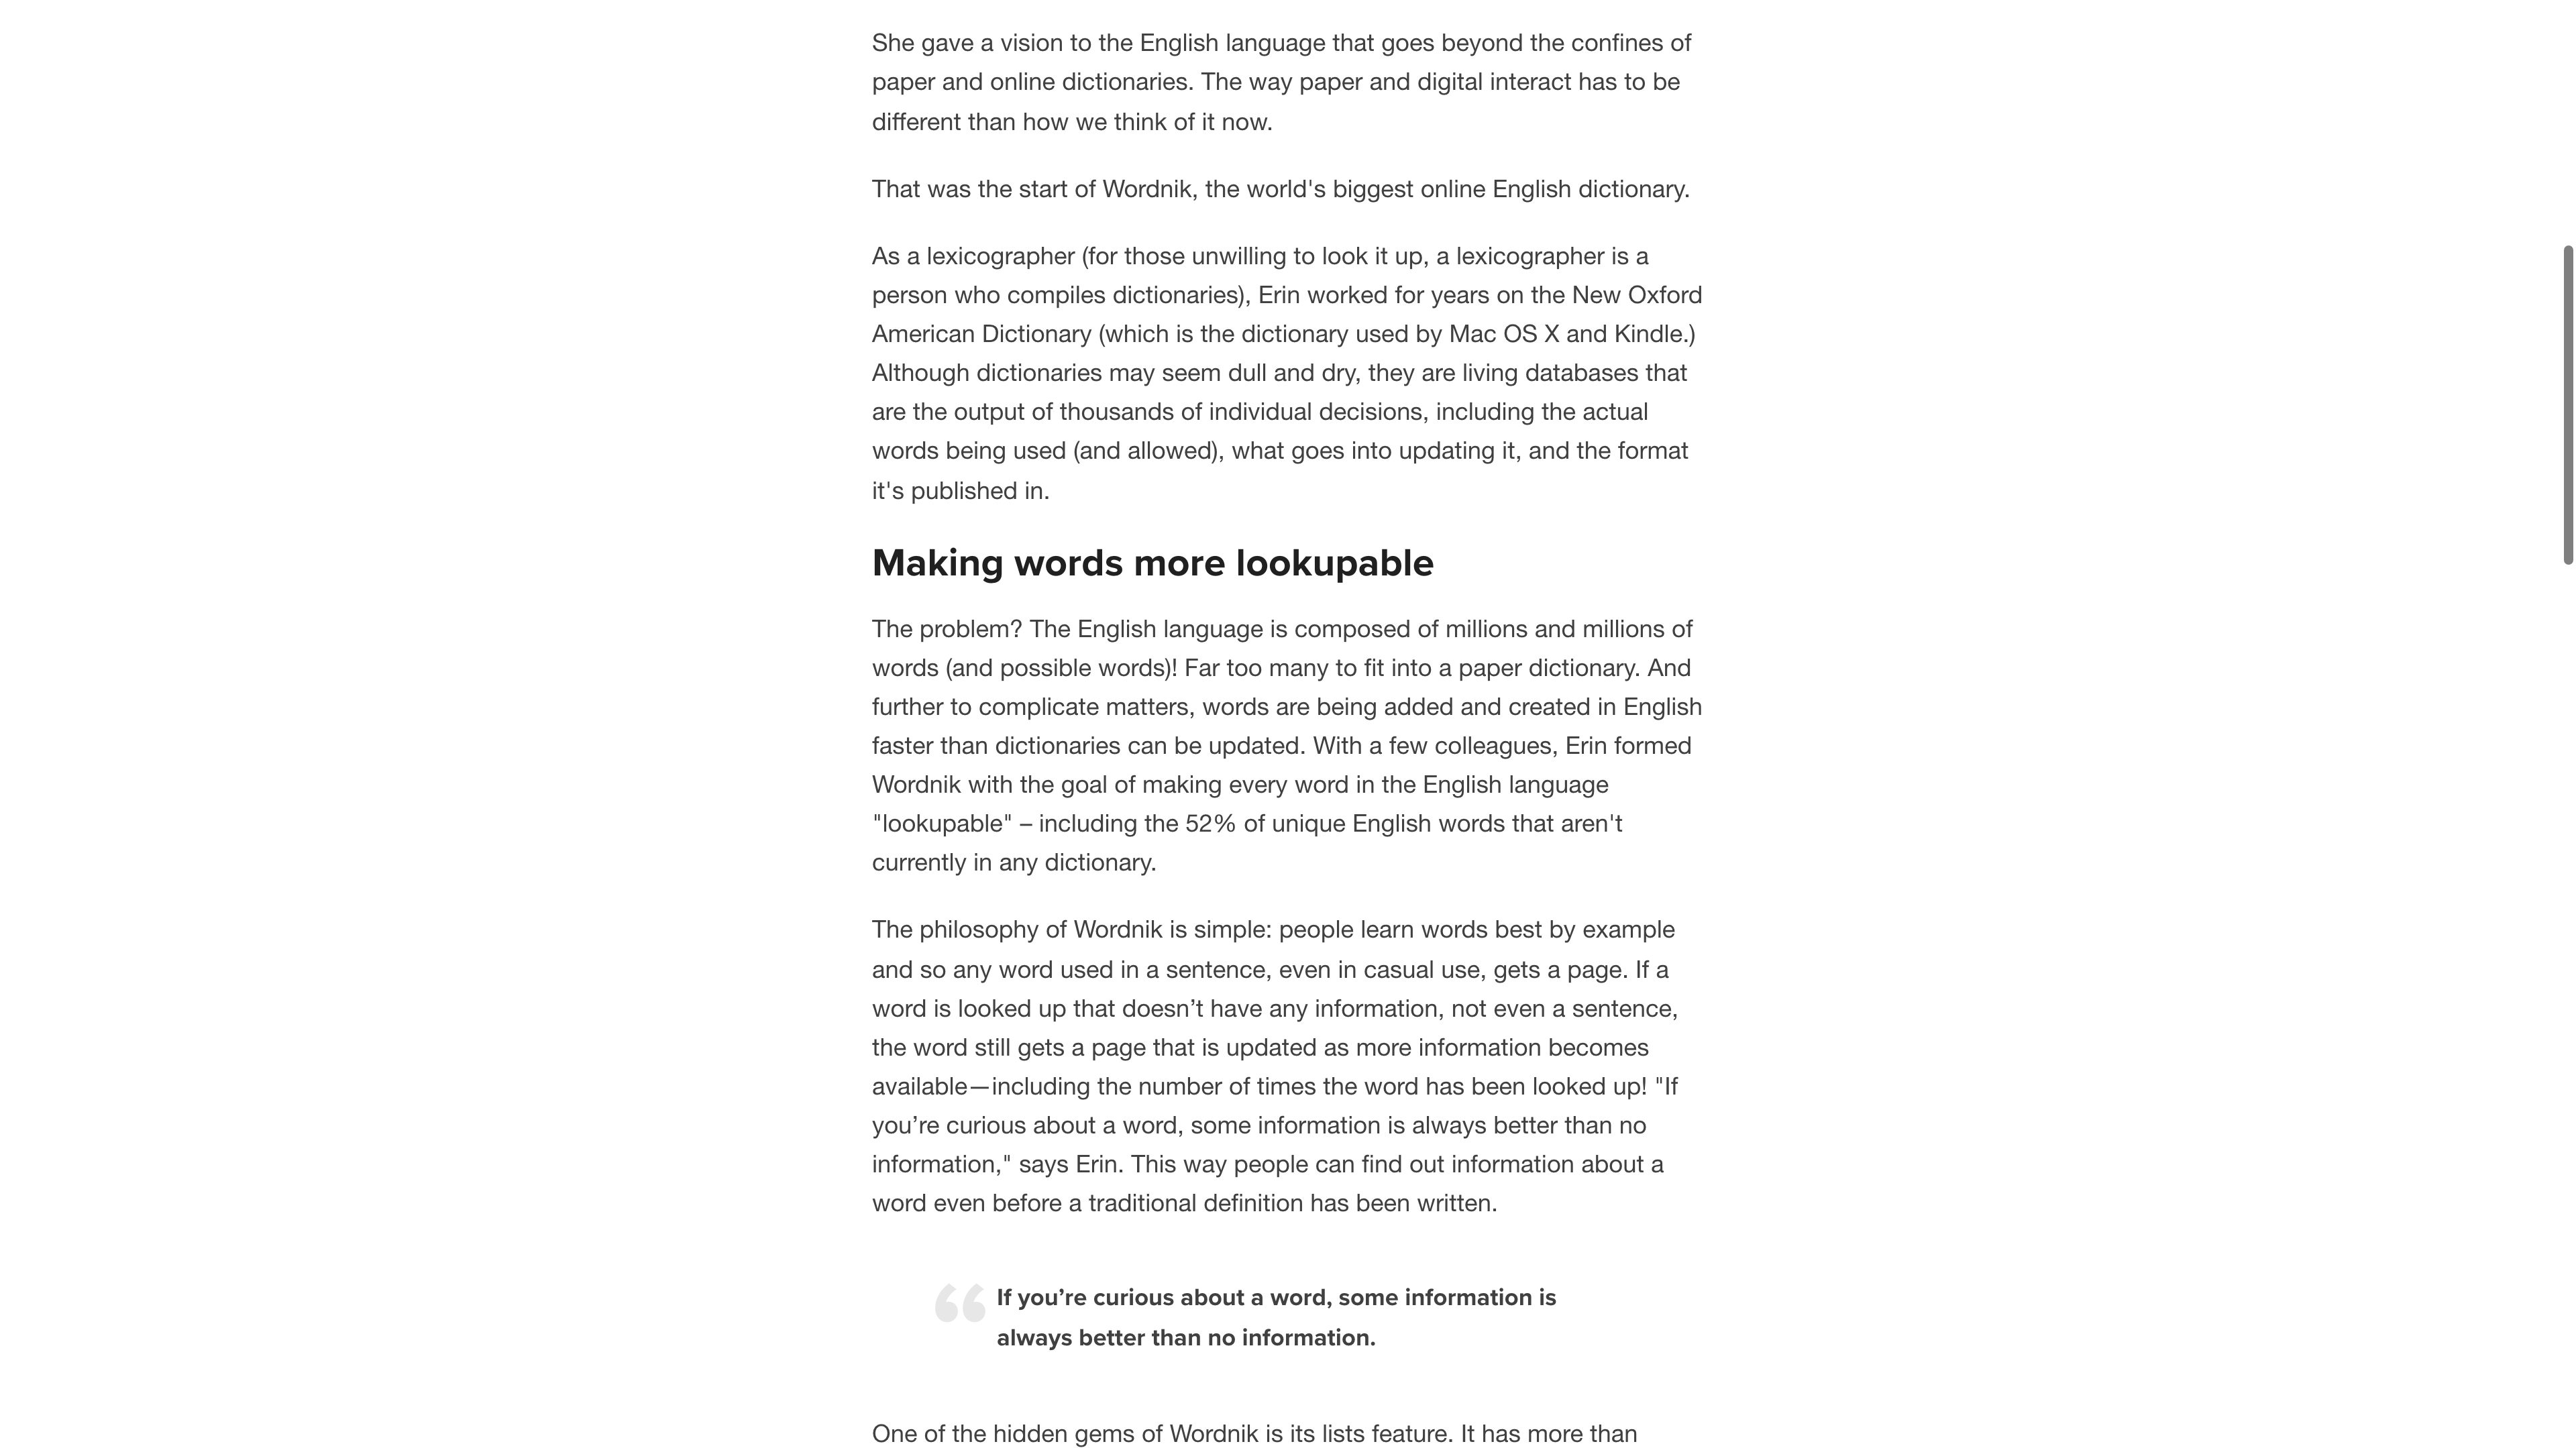 She gave a vision to the English language that goes beyond the confines of
paper and online dictionaries. The way paper and digital interact has to be
different than how we think of it now.
That was the start of Wordnik, the world's biggest online English dictionary.
As a lexicographer (for those unwilling to look it up, a lexicographer is a
person who compiles dictionaries), Erin worked for years on the New Oxford
American Dictionary (which is the dictionary used by Mac OS X and Kindle.)
Although dictionaries may seem dull and dry, they are living databases that
are the output of thousands of individual decisions, including the actual
words being used (and allowed), what goes into updating it, and the format
it's published in.
Making words more lookupable
The problem? The English language is composed of millions and millions of
words (and possible words)! Far too many to fit into a paper dictionary. And
further to complicate matters, words are being added and created in English
faster than dictionaries can be updated. With a few colleagues, Erin formed
Wordnik with the goal of making every word in the English language
"lookupable" – including the 52% of unique English words that aren't
currently in any dictionary.
The philosophy of Wordnik is simple: people learn words best by example
and so any word used in a sentence, even in casual use, gets a page. If a
word is looked up that doesn’t have any information, not even a sentence,
the word still gets a page that is updated as more information becomes
available—including the number of times the word has been looked up! "If
you’re curious about a word, some information is always better than no
information," says Erin. This way people can find out information about a
word even before a traditional definition has been written.
“ If you’re curious about a word, some information is
always better than no information.
One of the hidden gems of Wordnik is its lists feature. It has more than